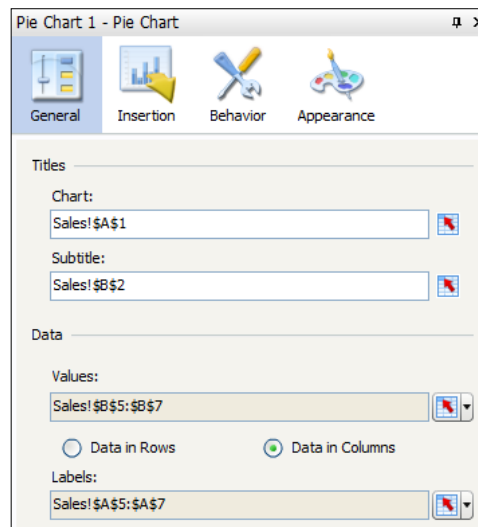 Pie Chart 1 - Pie Chart
General Insertion Behavior Appearance
Titles
Chart:
Sales!$A$1
Subtitle:
Sales!$B$2
Data
Values:
Sales!$B$5:$B$7
Data in Rows Data in Columns
Labels:
Sales!$A$5:$A$7